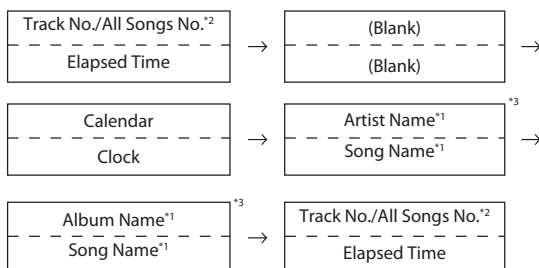 Track No./All Songs No.*2
Elapsed Time
(Blank)
(Blank)
Calendar
Clock
Artist Name*1
Song Name*1
*3
Album Name*1
Song Name*1
*3
Track No./All Songs No.*2
Elapsed Time